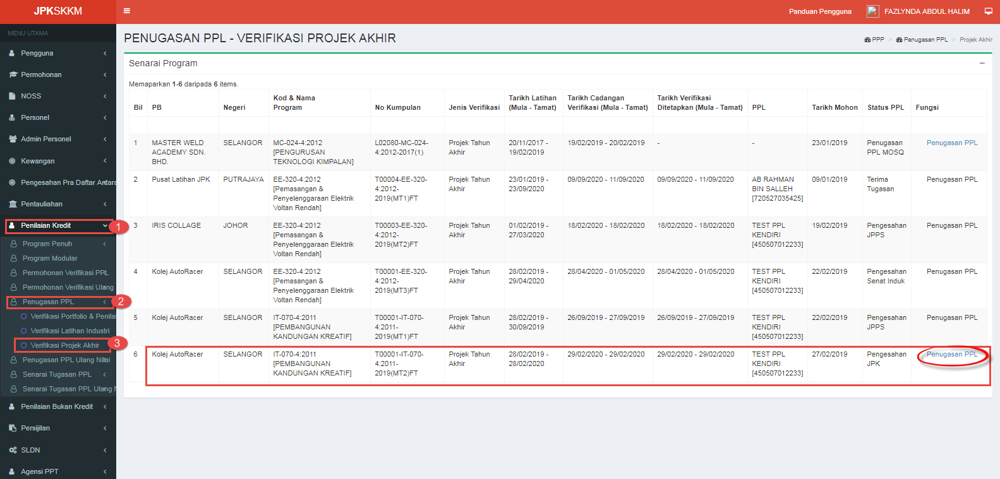 JPKSKKM
Panduan Pengguna
FAZLYNDA ABDUL HALIM
MENU UTAMA
Pengguna
Permohonan
NOSS
Personel
Admin Personel
Kewangan
Pengesahan Pra Daftar Antara
Pentauliahan
Penilaian Kredit
1
Program Penuh
Program Modular
Permohonan Verifikasi PPL
Permohonan Verifikasi Ulang
Penugasan PPL
2
Verifikasi Portfolio & Penilai
Verifikasi Latihan Industri
Verifikasi Projek Akhir
3
Penugasan PPL Ulang Nilai
Senarai Tugasan PPL
Senarai Tugasan PPL Ulang N
Penilaian Bukan Kredit
Persijilan
SLDN
Agensi PPT
PENUGASAN PPL - VERIFIKASI PROJEK AKHIR
PPP > Penugasan PPL > Projek Akhir
Senarai Program
Memaparkan 1-6 daripada 6 items.
Bil PB Negeri Kod & Nama Program No Kumpulan Jenis Verifikasi Tarikh Latihan (Mula - Tamat) Tarikh Cadangan Verifikasi (Mula - Tamat) Tarikh Verifikasi Ditetapkan (Mula - Tamat) PPL Tarikh Mohon Status PPL Fungsi
1 MASTER WELD SELANGOR MC-024-4:2012 L02080-MC-024- Projek Tahun 20/11/2017 - 19/02/2019 - 20/02/2019 - - 23/01/2019 Penugasan Penugasan PPL
ACADEMY SDN. [PENGURUSAN 4:2012-2017(1) Akhir 19/02/2019 PPL MOSQ
BHD. TEKNOLOGI KIMPALAN]
2 Pusat Latihan JPK PUTRAJAYA EE-320-4:2012 T00004-EE-320- Projek Tahun 23/01/2019 - 09/09/2020 - 11/09/2020 09/09/2020 - 11/09/2020 AB RAHMAN 09/01/2019 Terima Penugasan PPL
[Pemasangan & 4:2012- Akhir 23/09/2020 BIN SALLEH Tugasan
Penyelenggaraan Elektrik 2019(MT1)FT [720527035425]
Voltan Rendah]
3 IRIS COLLAGE JOHOR EE-320-4:2012 T00003-EE-320- Projek Tahun 01/02/2019 - 18/02/2020 - 18/02/2020 18/02/2020 - 18/02/2020 TEST PPL 19/02/2019 Pengesahan Penugasan PPL
[Pemasangan & 4:2012- Akhir 27/03/2020 KENDIRI JPPS
Penyelenggaraan Elektrik 2019(MT2)FT [450507012233]
Voltan Rendah]
4 Kolej AutoRacer SELANGOR EE-320-4:2012 T00001-EE-320- Projek Tahun 28/02/2019 - 28/04/2020 - 01/05/2020 28/04/2020 - 01/05/2020 TEST PPL 22/02/2019 Pengesahan Penugasan PPL
[Pemasangan & 4:2012- Akhir 29/04/2020 KENDIRI Senat Induk
Penyelenggaraan Elektrik 2019(MT3)FT [450507012233]
Voltan Rendah]
5 Kolej AutoRacer SELANGOR IT-070-4:2011 T00001-IT-070- Projek Tahun 28/02/2019 - 26/09/2019 - 27/09/2019 26/09/2019 - 27/09/2019 TEST PPL 22/02/2019 Pengesahan Penugasan PPL
[PEMBANGUNAN 4:2011- Akhir 30/09/2019 KENDIRI JPPS
KANDUNGAN KREATIF] 2019(MT1)FT [450507012233]
6 Kolej AutoRacer SELANGOR IT-070-4:2011 T00001-IT-070- Projek Tahun 28/02/2019 - 29/02/2020 - 29/02/2020 29/02/2020 - 29/02/2020 TEST PPL 27/02/2019 Pengesahan Penugasan PPL
[PEMBANGUNAN 4:2011- Akhir 28/02/2020 KENDIRI JPK
KANDUNGAN KREATIF] 2019(MT2)FT [450507012233]